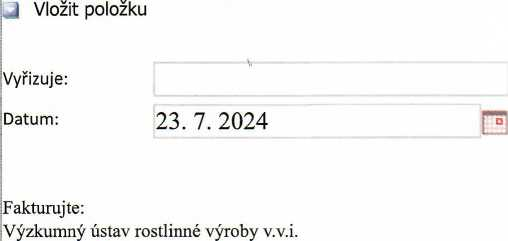 Vložit položku
Vyřizuje:
Datum: 23. 7. 2024
Fakturujte:
Výzkumný ústav rostlinné výroby v.v.i.